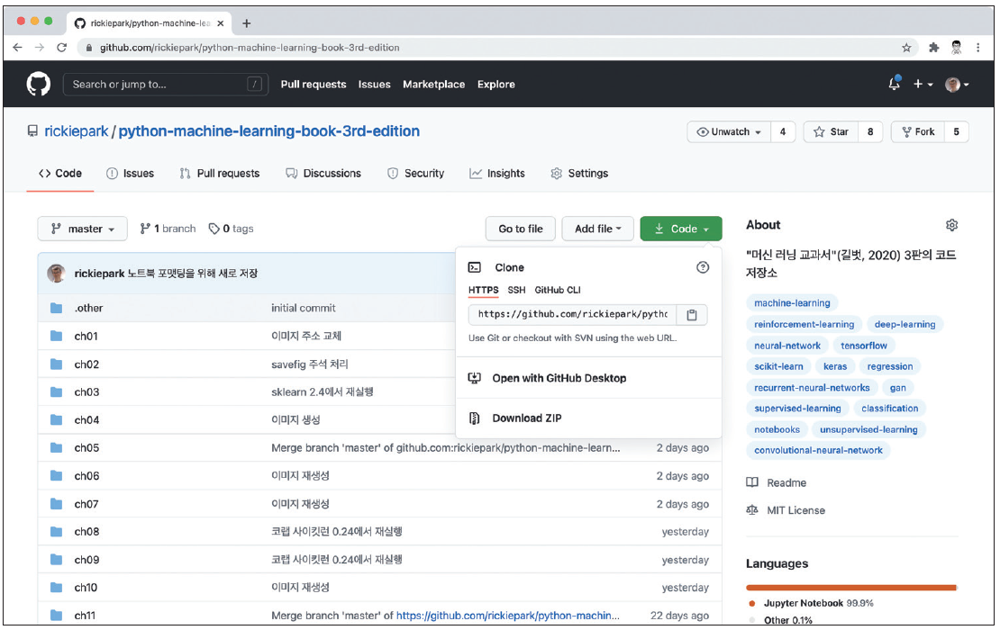 rickiepark/python-machine-lea
github.com/rickiepark/python-machine-learning-book-3rd-edition
Search or jump to... /
Pull requests Issues Marketplace Explore
rickiepark / python-machine-learning-book-3rd-edition
Unwatch 4 Star 8 Fork 5
Code Issues Pull requests Discussions Security Insights Settings
master 1 branch 0 tags
Go to file Add file Code
rickiepark 노트북 포맷팅을 위해 새로 저장
.other initial commit
ch01 이미지 주소 교체
ch02 savefig 주석 처리
ch03 sklearn 2.4에서 재실행
ch04 이미지 생성
ch05 Merge branch 'master' of github.com:rickiepark/python-machine-learn... 2 days ago
ch06 이미지 재생성 2 days ago
ch07 이미지 재생성 2 days ago
ch08 코랩 사이킷런 0.24에서 재실행 yesterday
ch09 코랩 사이킷런 0.24에서 재실행 yesterday
ch10 이미지 재생성 yesterday
ch11 Merge branch 'master' of https://github.com/rickiepark/python-machin... 22 days ago
Clone
HTTPS SSH GitHub CLI
https://github.com/rickiepark/pytho
Use Git or checkout with SVN using the web URL.
Open with GitHub Desktop
Download ZIP
About
"머신 러닝 교과서"(길벗, 2020) 3판의 코드
저장소
machine-learning
reinforcement-learning deep-learning
neural-network tensorflow
scikit-learn keras regression
recurrent-neural-networks gan
supervised-learning classification
notebooks unsupervised-learning
convolutional-neural-network
Readme
MIT License
Languages
Jupyter Notebook 99.9%
Other 0.1%